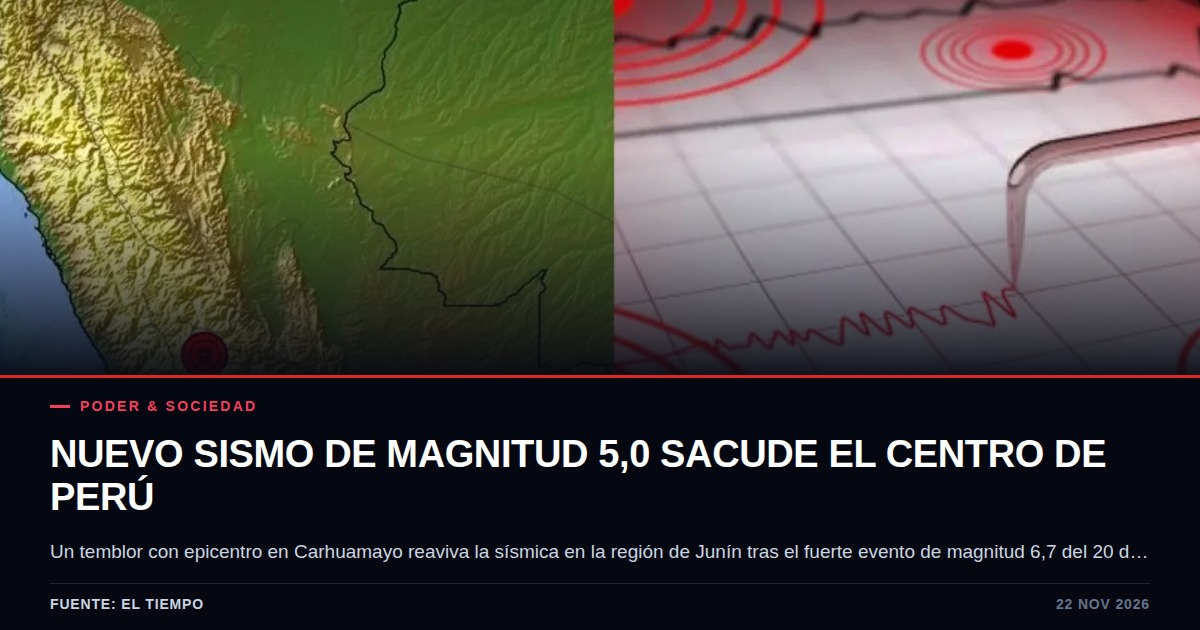 PODER & SOCIEDAD
NUEVO SISMO DE MAGNITUD 5,0 SACUDE EL CENTRO DE
PERÚ
Un temblor con epicentro en Carhuamayo reaviva la sísmica en la región de Junín tras el fuerte evento de magnitud 6,7 del 20 d…
FUENTE: EL TIEMPO
22 NOV 2026